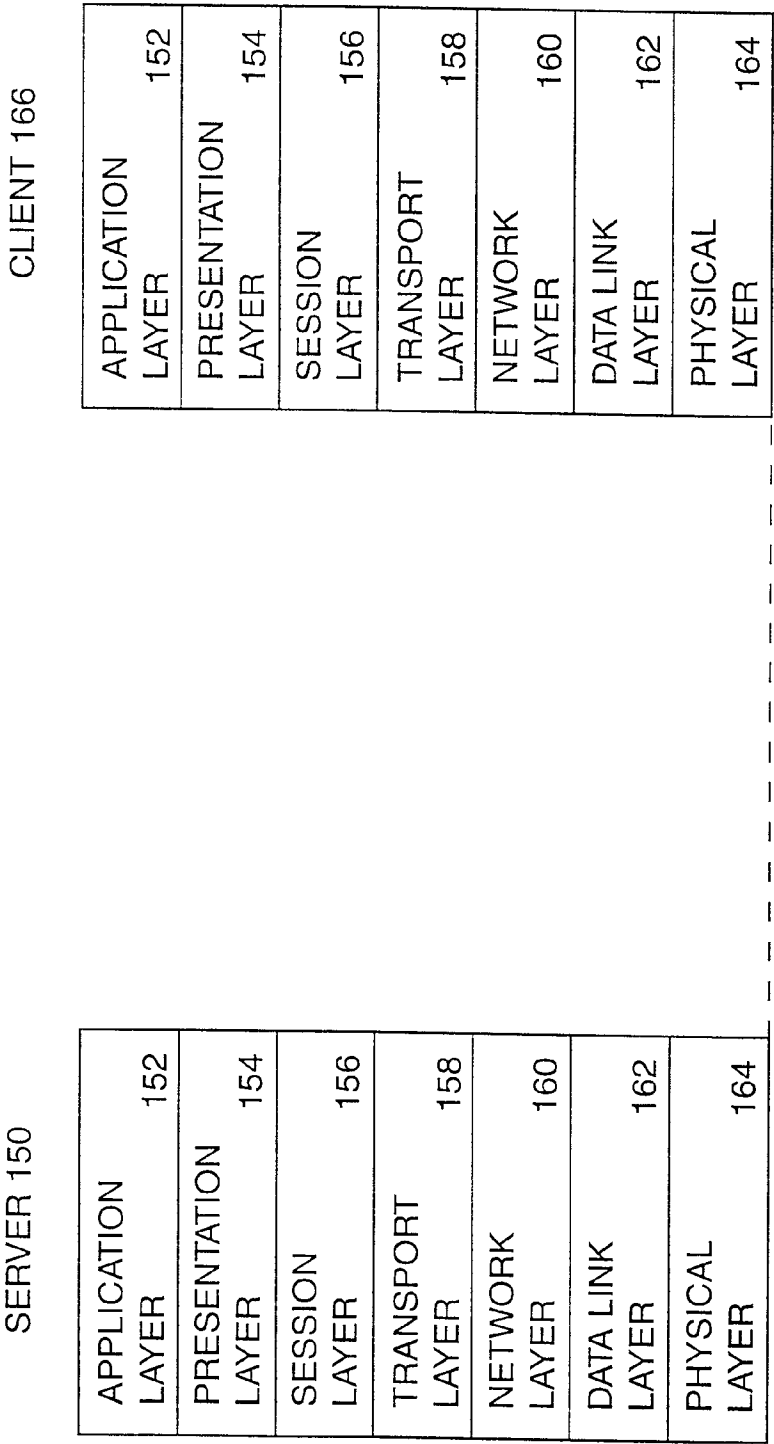 SERVER 150
APPLICATION
LAYER 152
PRESENTATION
LAYER 154
SESSION
LAYER 156
TRANSPORT
LAYER 158
NETWORK
LAYER 160
DATA LINK
LAYER 162
PHYSICAL
LAYER 164
CLIENT 166
APPLICATION
LAYER 152
PRESENTATION
LAYER 154
SESSION
LAYER 156
TRANSPORT
LAYER 158
NETWORK
LAYER 160
DATA LINK
LAYER 162
PHYSICAL
LAYER 164